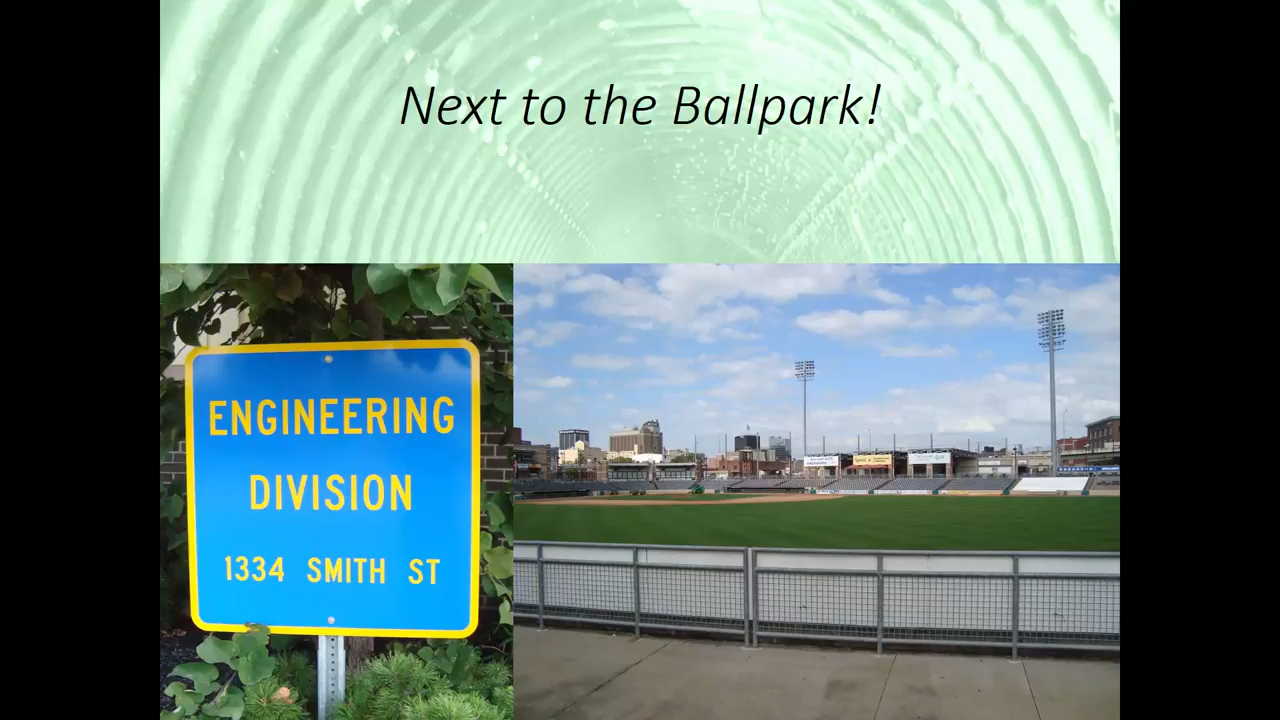 Next to the Ballpark!
ENGINEERING
DIVISION
1334 SMITH ST